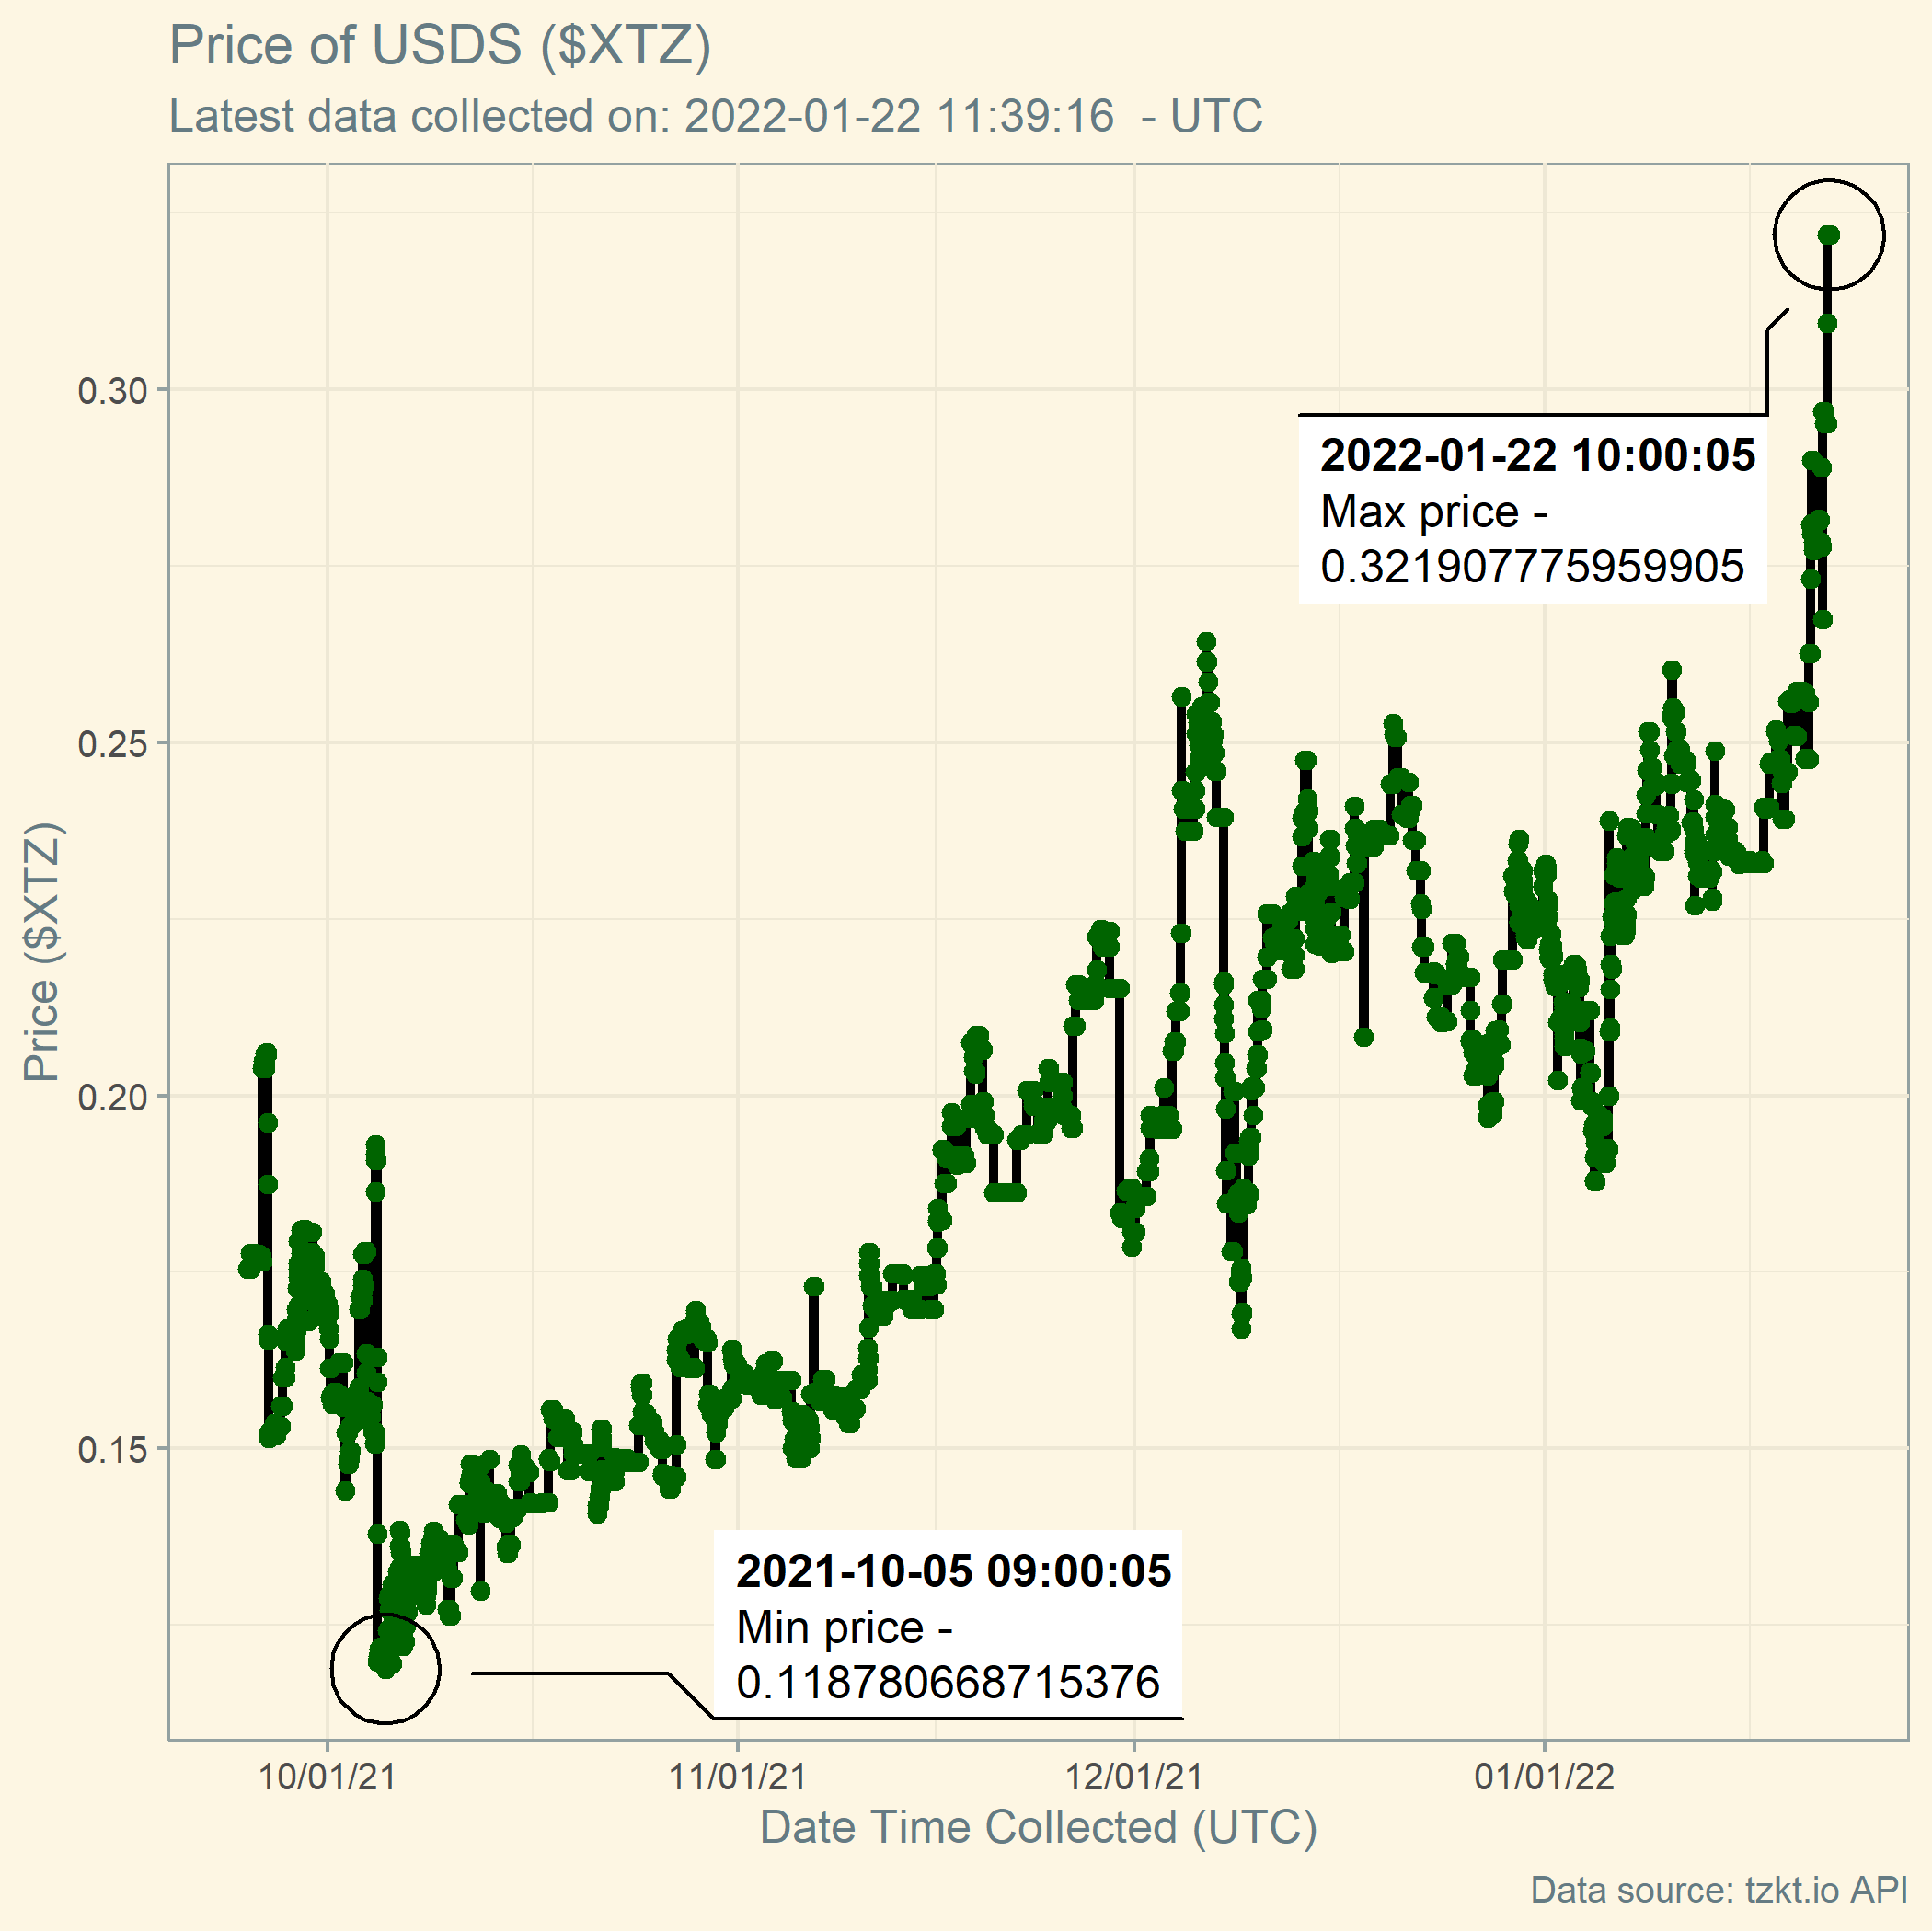 Price of USDS ($XTZ)
Latest data collected on: 2022-01-22 11:39:16  - UTC
0.30
0.25
0.20
0.15
Price ($XTZ)
2022-01-22 10:00:05
Max price -
0.321907775959905
2021-10-05 09:00:05
Min price -
0.118780668715376
10/01/21
11/01/21
12/01/21
01/01/22
Date Time Collected (UTC)
Data source: tzkt.io API